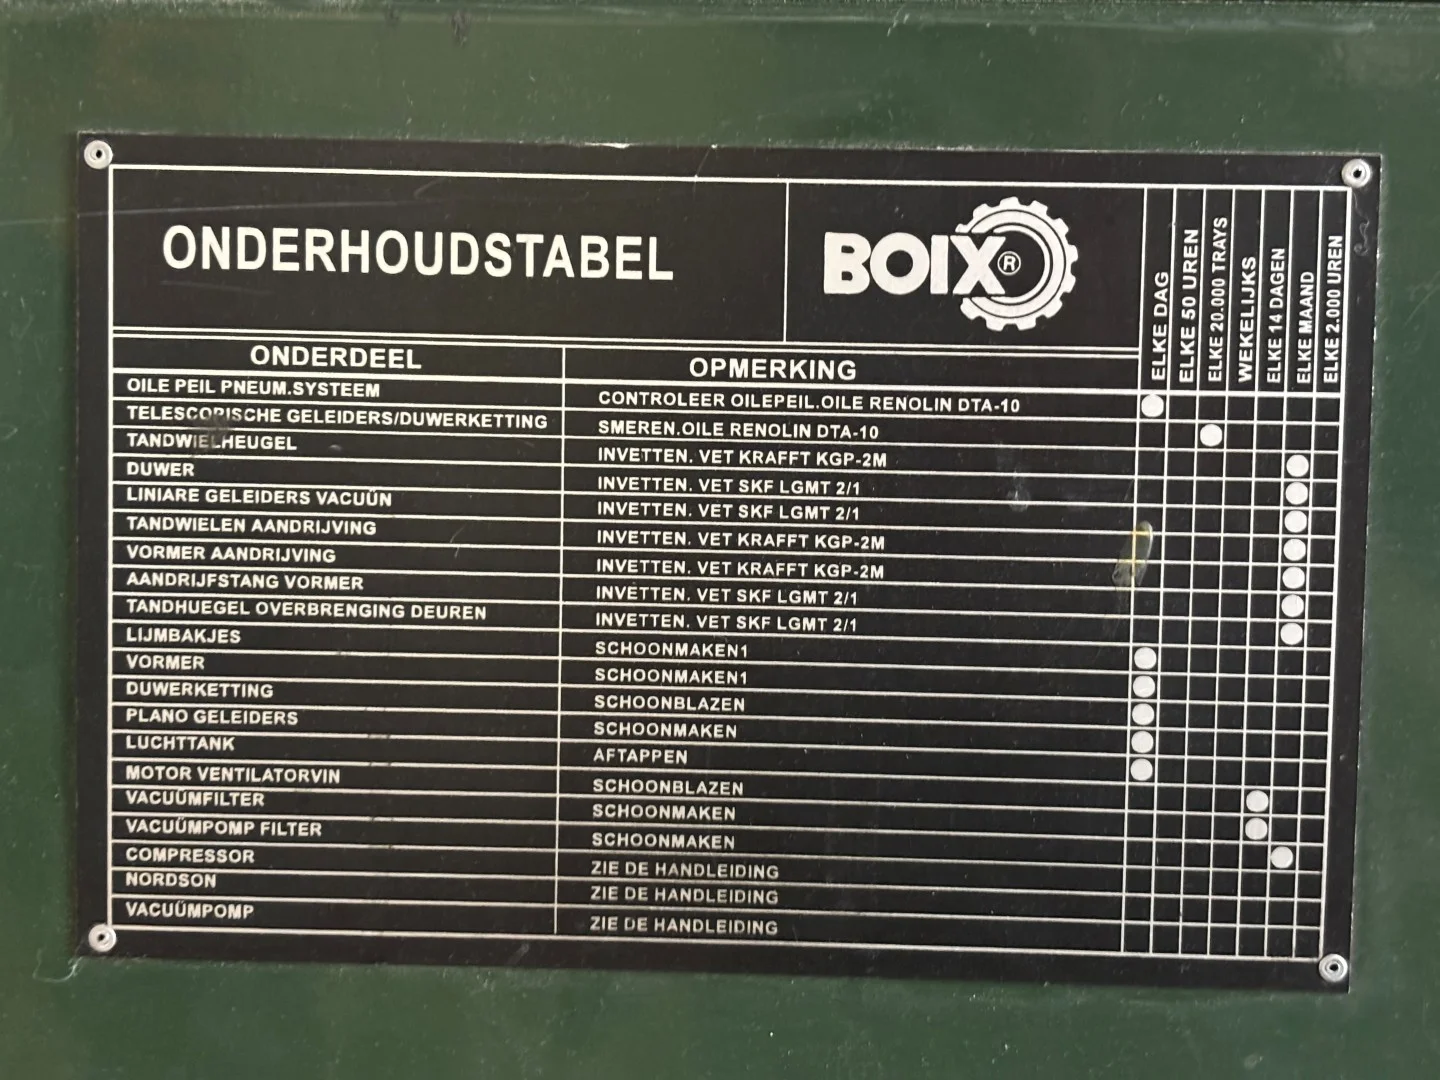 ONDERHOUDSTABEL
BOIX®
ELKE DAG
ELKE 50 UREN
ELKE 20.000 TRAYS
WEKELIJKS
ELKE 14 DAGEN
ELKE MAAND
ELKE 2.000 UREN
ONDERDEEL OPMERKING
OILE PEIL PNEUM.SYSTEEM CONTROLEER OILEPEIL.OILE RENOLIN DTA-10
TELESCOPISCHE GELEIDERS/DUWERKETTING SMEREN.OILE RENOLIN DTA-10
TANDWIELHEUGEL INVETTEN. VET KRAFFT KGP-2M
DUWER INVETTEN. VET SKF LGMT 2/1
LINIARE GELEIDERS VACUÜN INVETTEN. VET SKF LGMT 2/1
TANDWIELEN AANDRIJVING INVETTEN. VET KRAFFT KGP-2M
VORMER AANDRIJVING INVETTEN. VET KRAFFT KGP-2M
AANDRIJFSTANG VORMER INVETTEN. VET SKF LGMT 2/1
TANDHUEGEL OVERBRENGING DEUREN INVETTEN. VET SKF LGMT 2/1
LIJMBAKJES SCHOONMAKEN1
VORMER SCHOONMAKEN1
DUWERKETTING SCHOONBLAZEN
PLANO GELEIDERS SCHOONMAKEN
LUCHTTANK AFTAPPEN
MOTOR VENTILATORVIN SCHOONBLAZEN
VACUÜMFILTER SCHOONMAKEN
VACUÜMPOMP FILTER SCHOONMAKEN
COMPRESSOR ZIE DE HANDLEIDING
NORDSON ZIE DE HANDLEIDING
VACUÜMPOMP ZIE DE HANDLEIDING